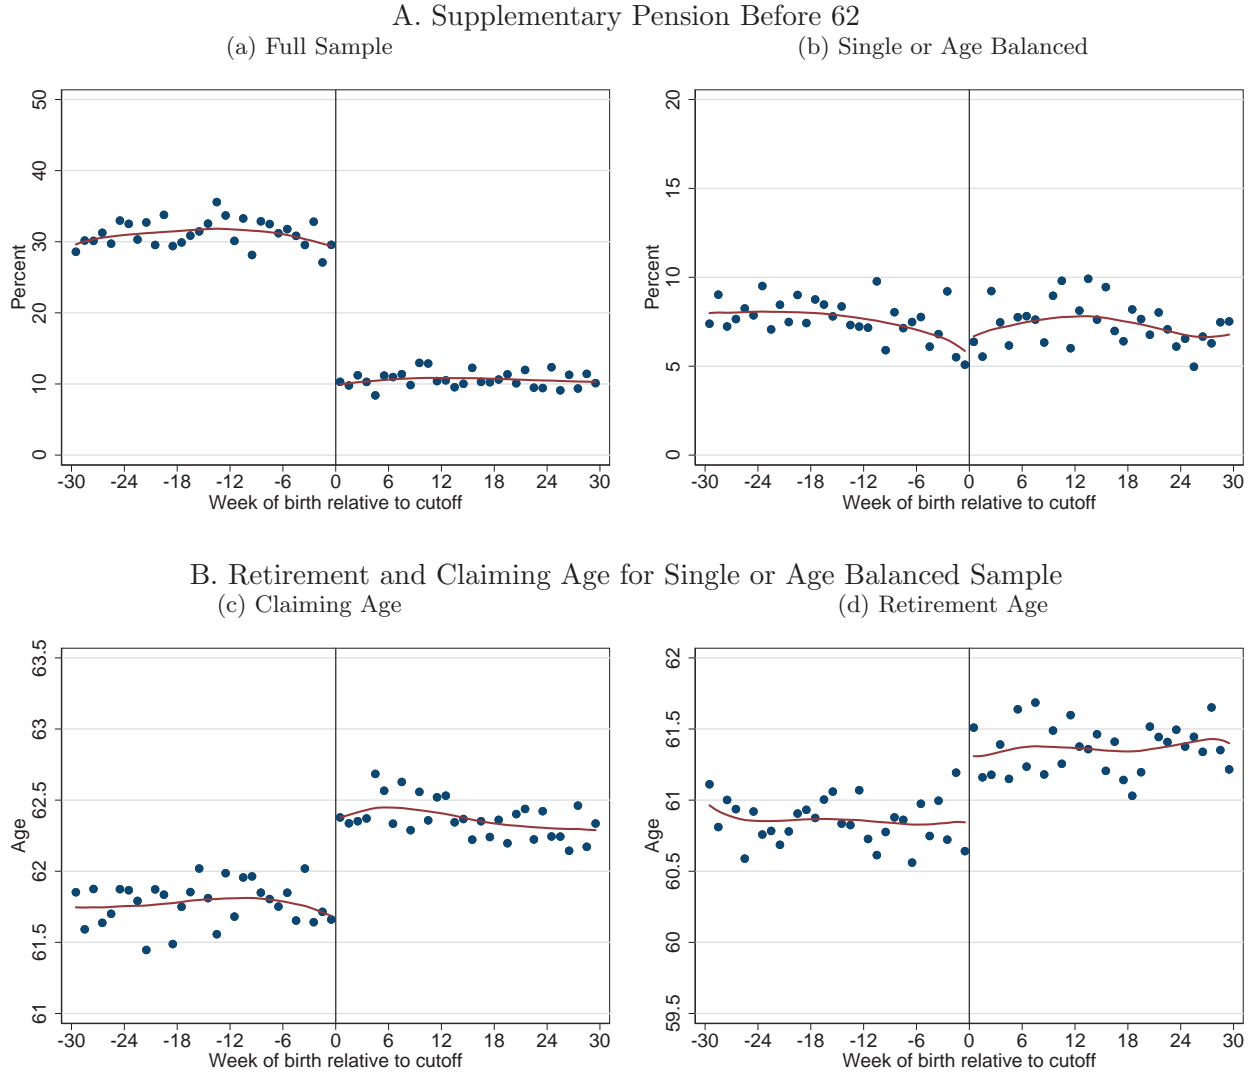 A. Supplementary Pension Before 62
(a) Full Sample
(b) Single or Age Balanced
50
40
30
20
10
0
Percent
-30 -24 -18 -12 -6 0 6 12 18 24 30
Week of birth relative to cutoff
20
15
10
5
0
Percent
-30 -24 -18 -12 -6 0 6 12 18 24 30
Week of birth relative to cutoff
B. Retirement and Claiming Age for Single or Age Balanced Sample
(c) Claiming Age
(d) Retirement Age
63.5
63
62.5
62
61.5
61
Age
-30 -24 -18 -12 -6 0 6 12 18 24 30
Week of birth relative to cutoff
62
61.5
61
60.5
60
59.5
Age
-30 -24 -18 -12 -6 0 6 12 18 24 30
Week of birth relative to cutoff